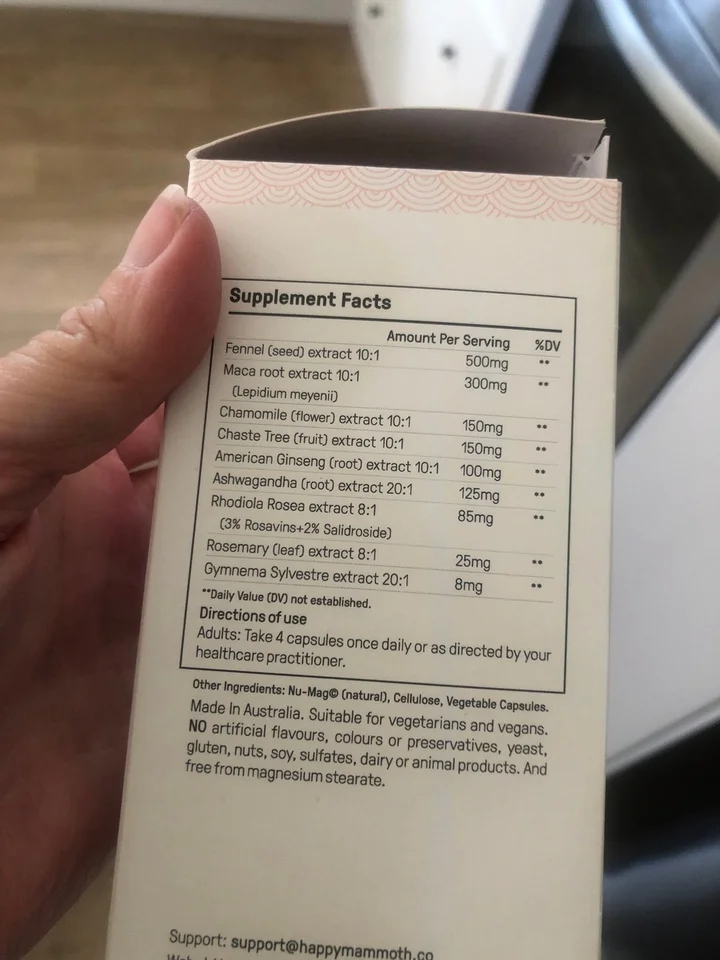 Supplement Facts
Amount Per Serving %DV
Fennel (seed) extract 10:1 500mg **
Maca root extract 10:1 300mg **
(Lepidium meyenii)
Chamomile (flower) extract 10:1 150mg **
Chaste Tree (fruit) extract 10:1 150mg **
American Ginseng (root) extract 10:1 100mg **
Ashwagandha (root) extract 20:1 125mg **
Rhodiola Rosea extract 8:1 85mg **
(3% Rosavins+2% Salidroside)
Rosemary (leaf) extract 8:1 25mg **
Gymnema Sylvestre extract 20:1 8mg **
**Daily Value (DV) not established.
Directions of use
Adults: Take 4 capsules once daily or as directed by your
healthcare practitioner.
Other Ingredients: Nu-Mag© (natural), Cellulose, Vegetable Capsules.
Made In Australia. Suitable for vegetarians and vegans.
NO artificial flavours, colours or preservatives, yeast,
gluten, nuts, soy, sulfates, dairy or animal products. And
free from magnesium stearate.
Support: support@happymammoth.co